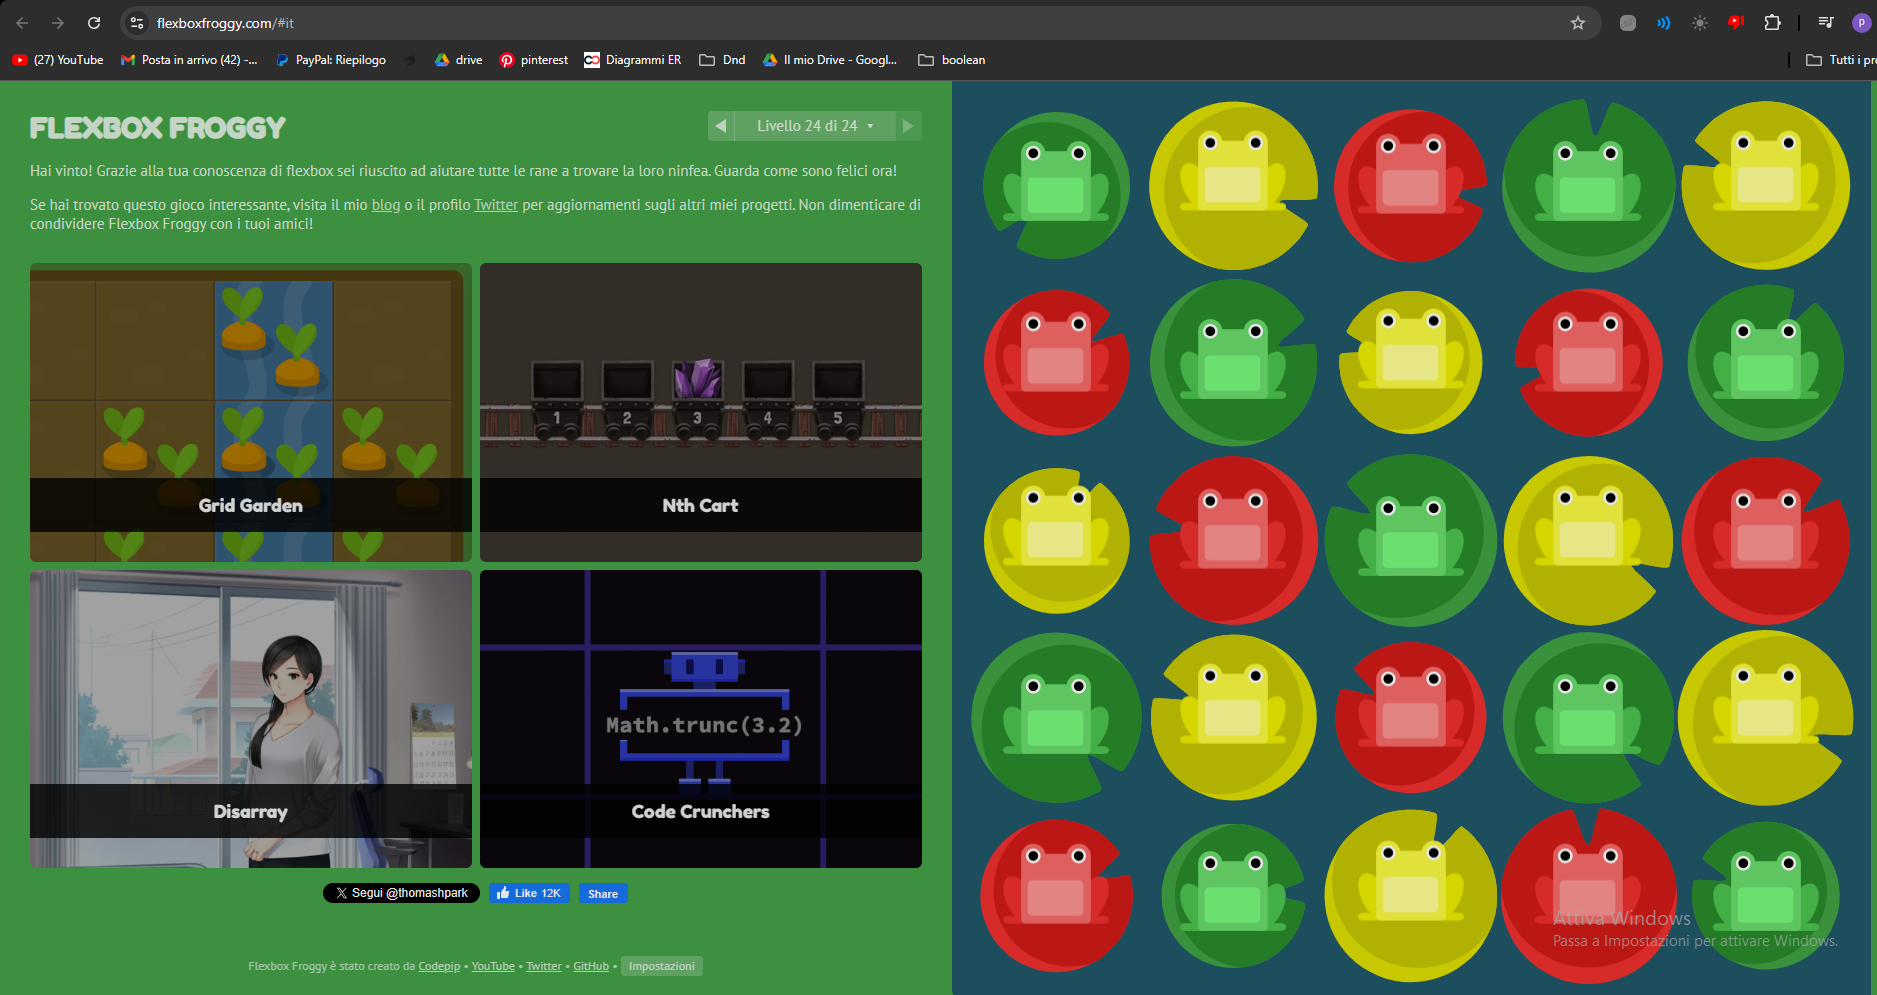 flexboxfroggy.com/#it
(27) YouTube
Posta in arrivo (42) -...
PayPal: Riepilogo
drive
pinterest
Diagrammi ER
Dnd
Il mio Drive - Googl...
boolean
Tutti i pre
FLEXBOX FROGGY
Livello 24 di 24
Hai vinto! Grazie alla tua conoscenza di flexbox sei riuscito ad aiutare tutte le rane a trovare la loro ninfea. Guarda come sono felici ora!
Se hai trovato questo gioco interessante, visita il mio blog o il profilo Twitter per aggiornamenti sugli altri miei progetti. Non dimenticare di
condividere Flexbox Froggy con i tuoi amici!
1 2 3 4 5
Grid Garden
Nth Cart
Math.trunc(3.2)
Disarray
Code Crunchers
Segui @thomashpark
Like 12K
Share
Attiva Windows
Passa a Impostazioni per attivare Windows.
Flexbox Froggy è stato creato da Codepip • YouTube • Twitter • GitHub • Impostazioni